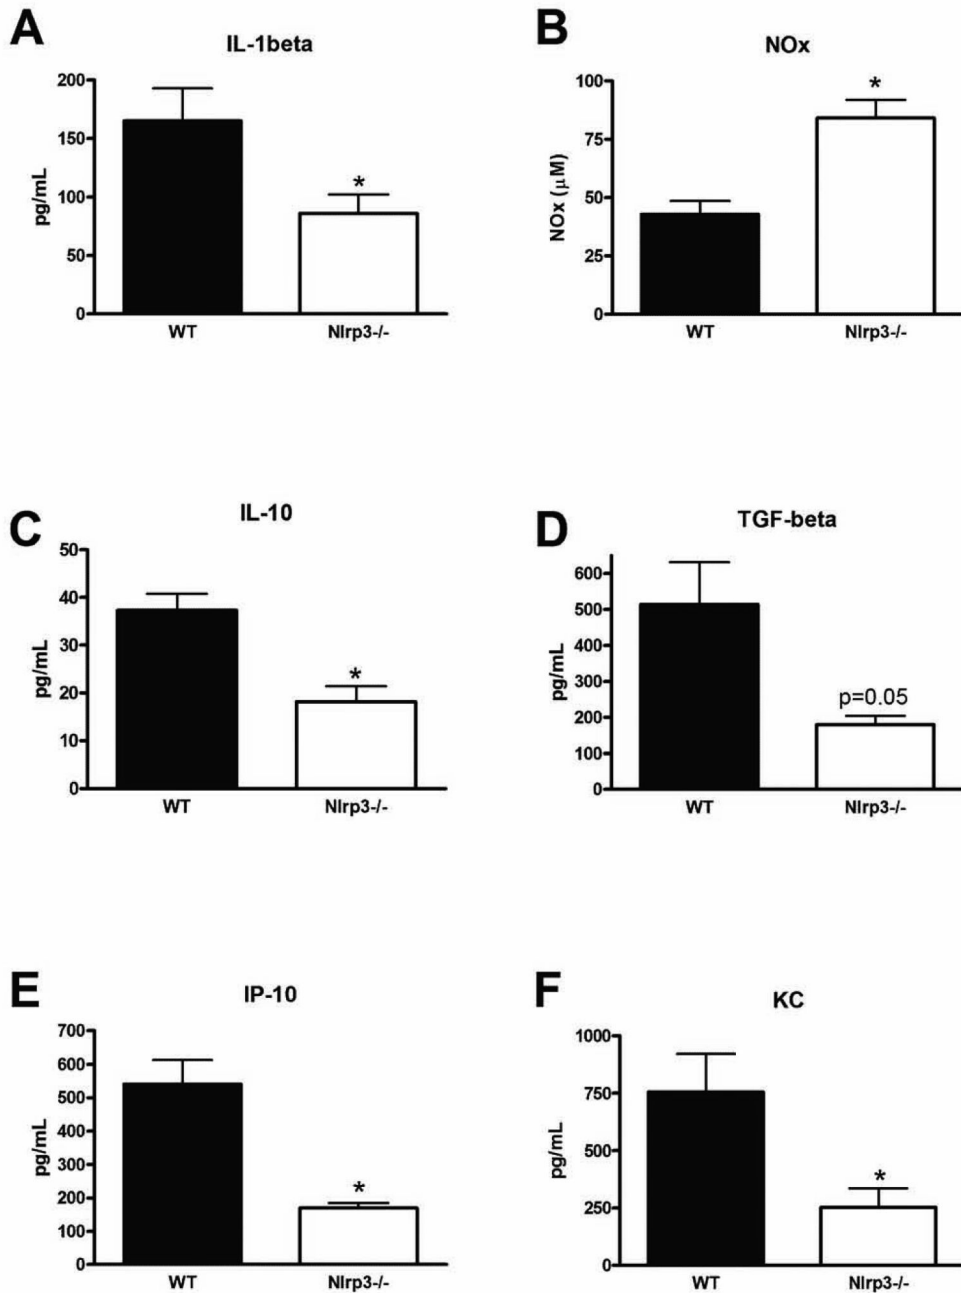 A
IL-1beta
200
150
100
50
0
pg/mL
*
WT
Nlrp3-/-
B
NOx
100
75
50
25
0
NOx (μM)
*
WT
Nlrp3-/-
C
IL-10
50
40
30
20
10
0
pg/mL
*
WT
Nlrp3-/-
D
TGF-beta
600
500
400
300
200
100
0
pg/mL
p=0.05
WT
Nlrp3-/-
E
IP-10
700
600
500
400
300
200
100
0
pg/mL
*
WT
Nlrp3-/-
F
KC
1000
750
500
250
0
pg/mL
*
WT
Nlrp3-/-